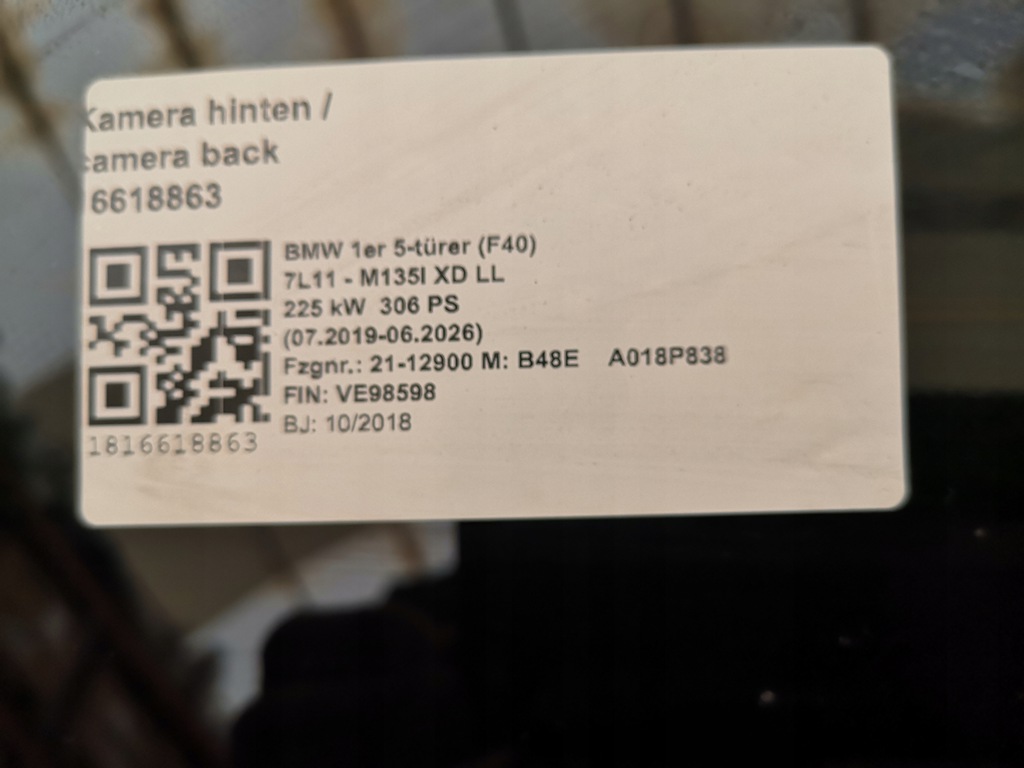 Kamera hinten /
camera back
6618863
BMW 1er 5-türer (F40)
7L11 - M135I XD LL
225 kW 306 PS
(07.2019-06.2026)
Fzgnr.: 21-12900 M: B48E A018P838
FIN: VE98598
BJ: 10/2018
1816618863